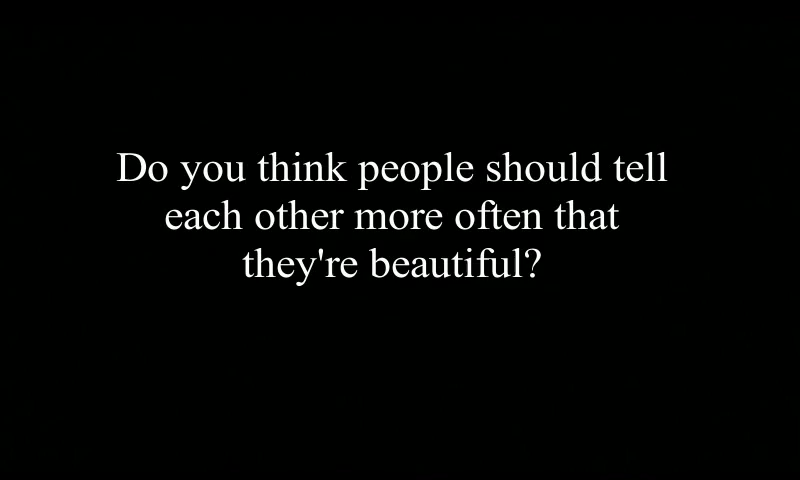 Do you think people should tell
each other more often that
they're beautiful?